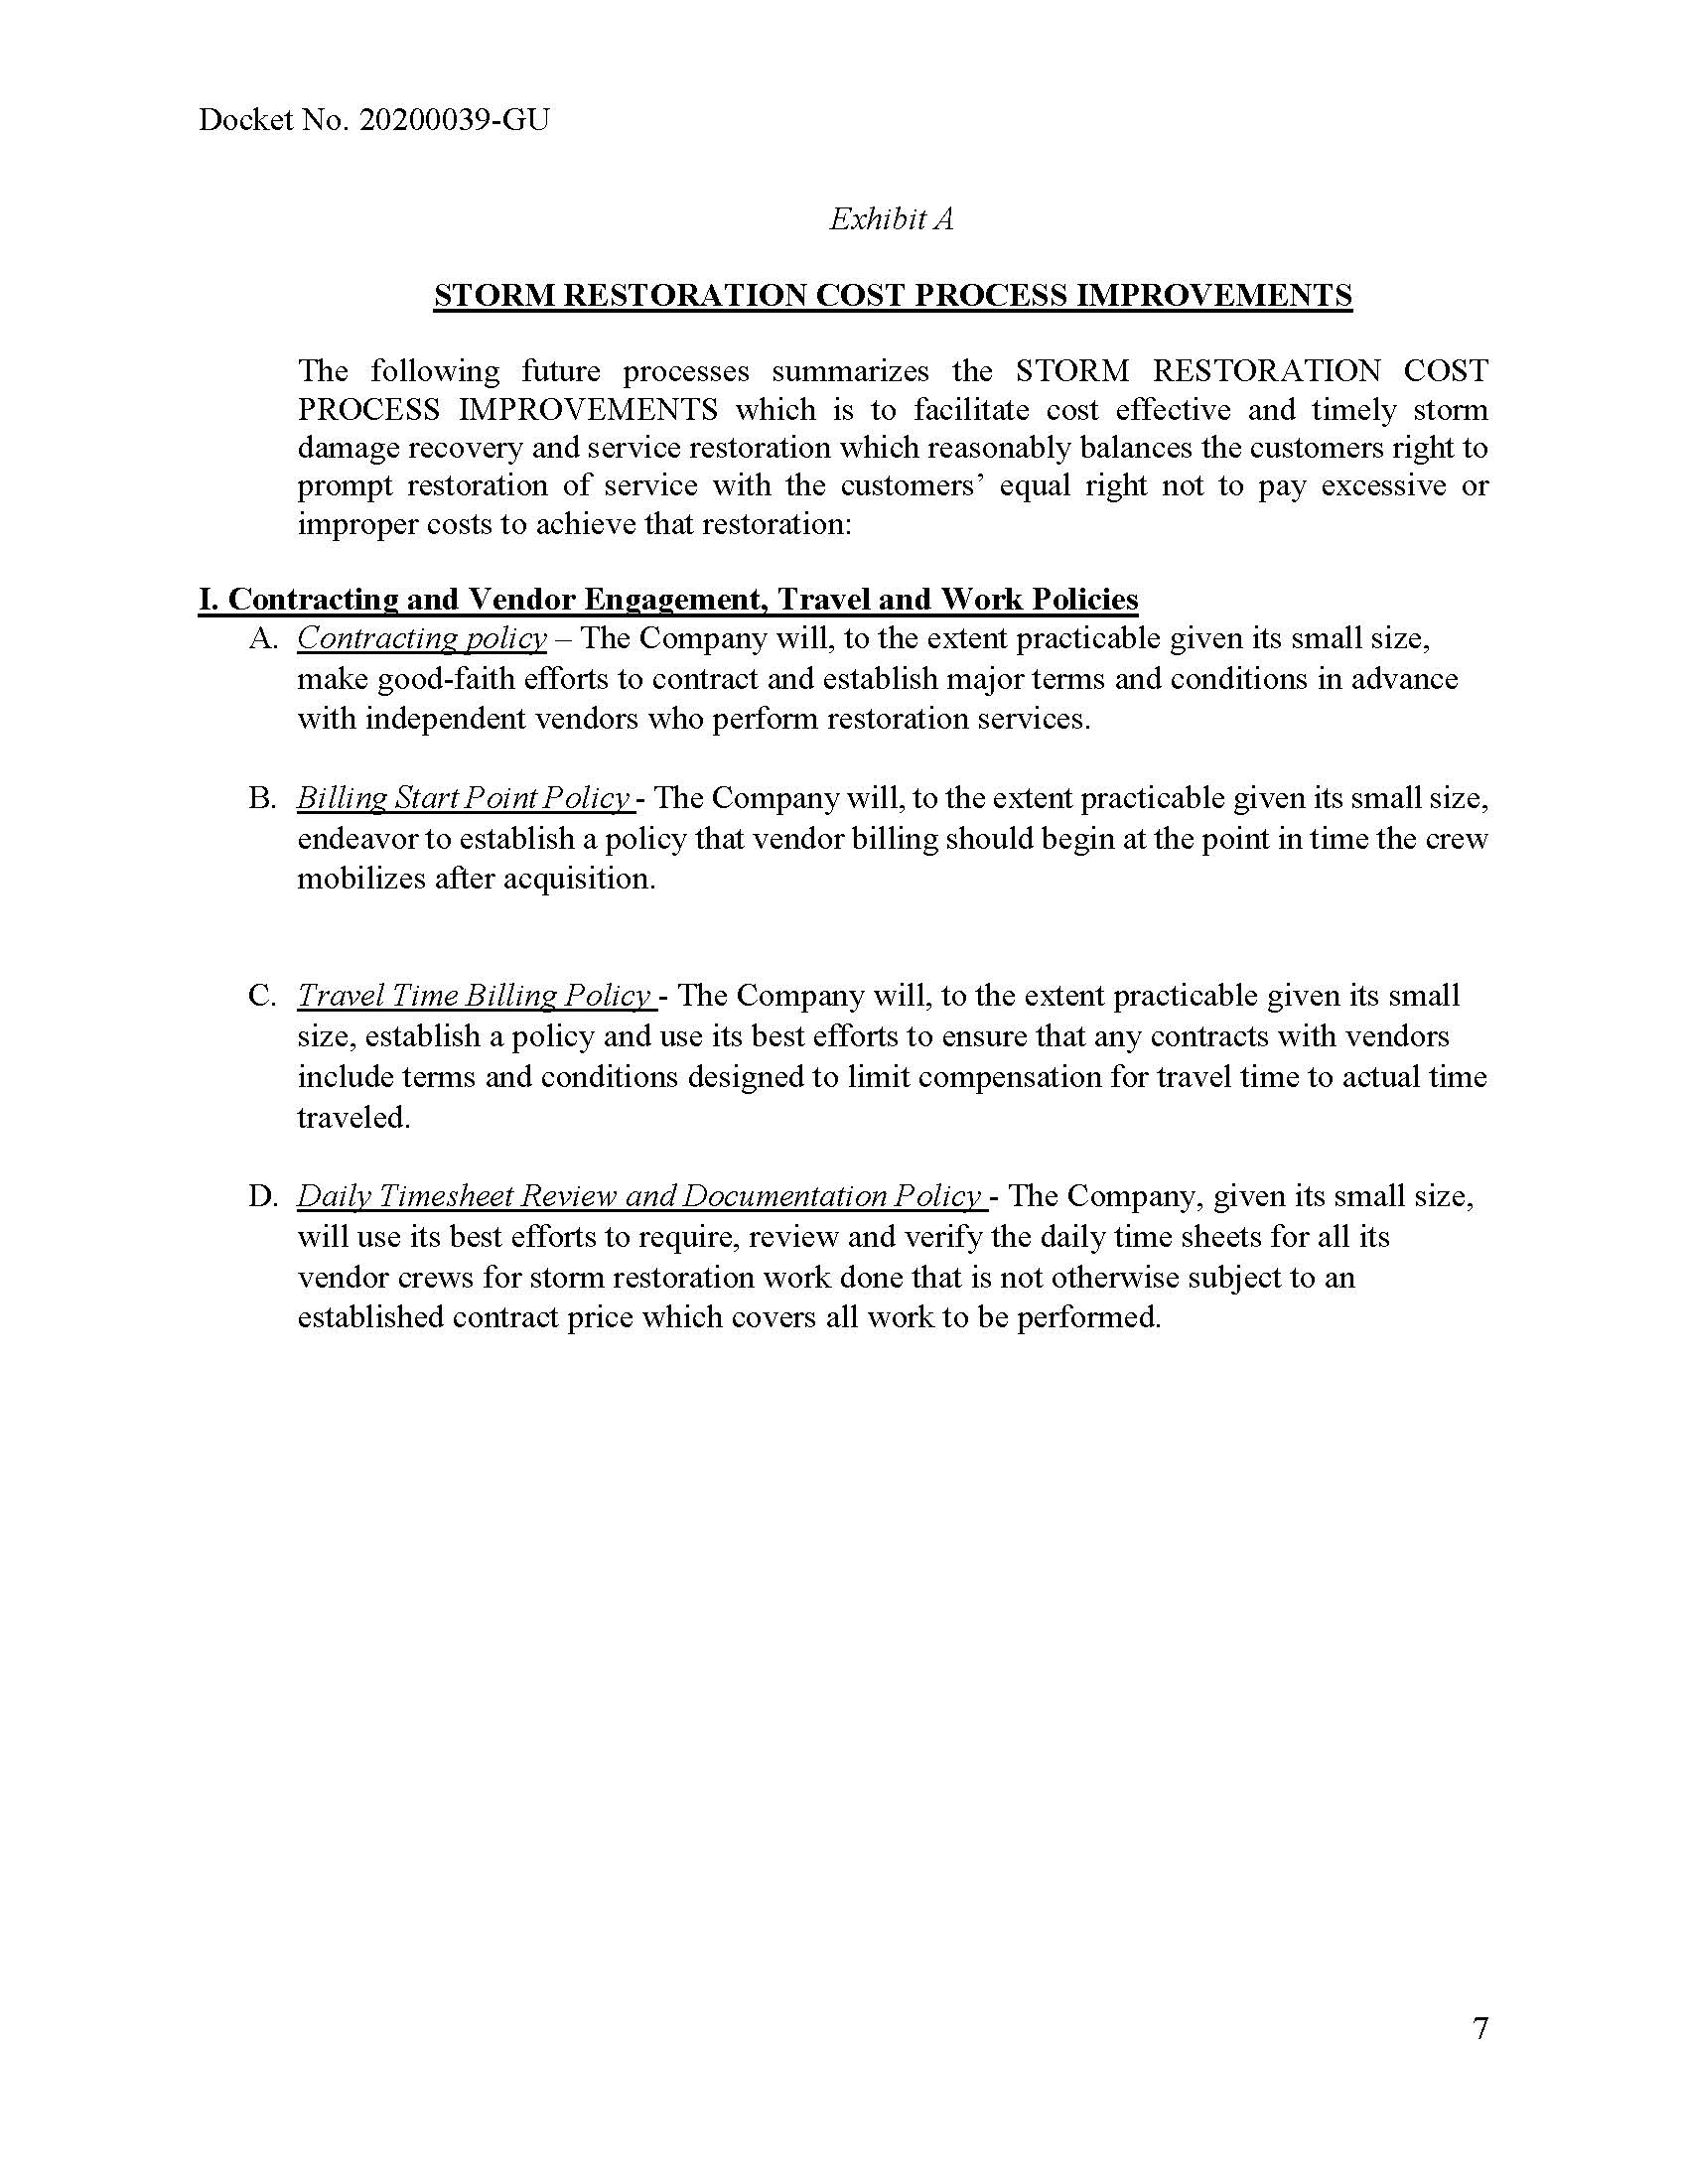 Docket No. 20200039-GU
Exhibit A
STORM RESTORATION COST PROCESS IMPROVEMENTS
The following future processes summarizes the STORM RESTORATION COST
PROCESS IMPROVEMENTS which is to facilitate cost effective and timely storm
damage recovery and service restoration which reasonably balances the customers right to
prompt restoration of service with the customers’ equal right not to pay excessive or
improper costs to achieve that restoration:
I. Contracting and Vendor Engagement, Travel and Work Policies
A. Contracting policy – The Company will, to the extent practicable given its small size,
make good-faith efforts to contract and establish major terms and conditions in advance
with independent vendors who perform restoration services.
B. Billing Start Point Policy - The Company will, to the extent practicable given its small size,
endeavor to establish a policy that vendor billing should begin at the point in time the crew
mobilizes after acquisition.
C. Travel Time Billing Policy - The Company will, to the extent practicable given its small
size, establish a policy and use its best efforts to ensure that any contracts with vendors
include terms and conditions designed to limit compensation for travel time to actual time
traveled.
D. Daily Timesheet Review and Documentation Policy - The Company, given its small size,
will use its best efforts to require, review and verify the daily time sheets for all its
vendor crews for storm restoration work done that is not otherwise subject to an
established contract price which covers all work to be performed.
7